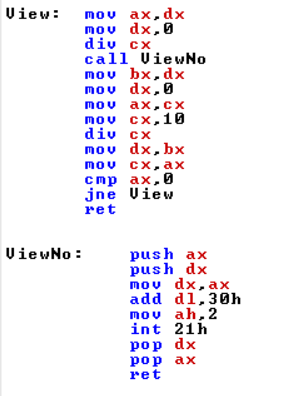 View: mov ax,dx
mov dx,0
div cx
call ViewNo
mov bx,dx
mov dx,0
mov ax,cx
mov cx,10
div cx
mov dx,bx
mov cx,ax
cmp ax,0
jne View
ret
ViewNo: push ax
push dx
mov dx,ax
add dl,30h
mov ah,2
int 21h
pop dx
pop ax
ret